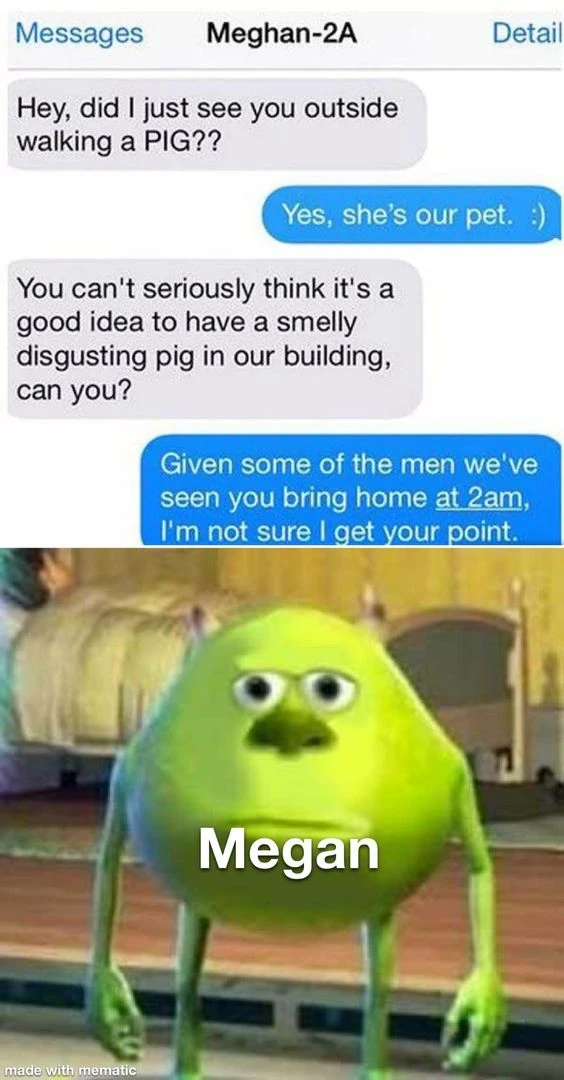 Messages Meghan-2A Detail
Hey, did I just see you outside
walking a PIG??
Yes, she's our pet. :)
You can't seriously think it's a
good idea to have a smelly
disgusting pig in our building,
can you?
Given some of the men we've
seen you bring home at 2am,
I'm not sure I get your point.
Megan
made with mematic